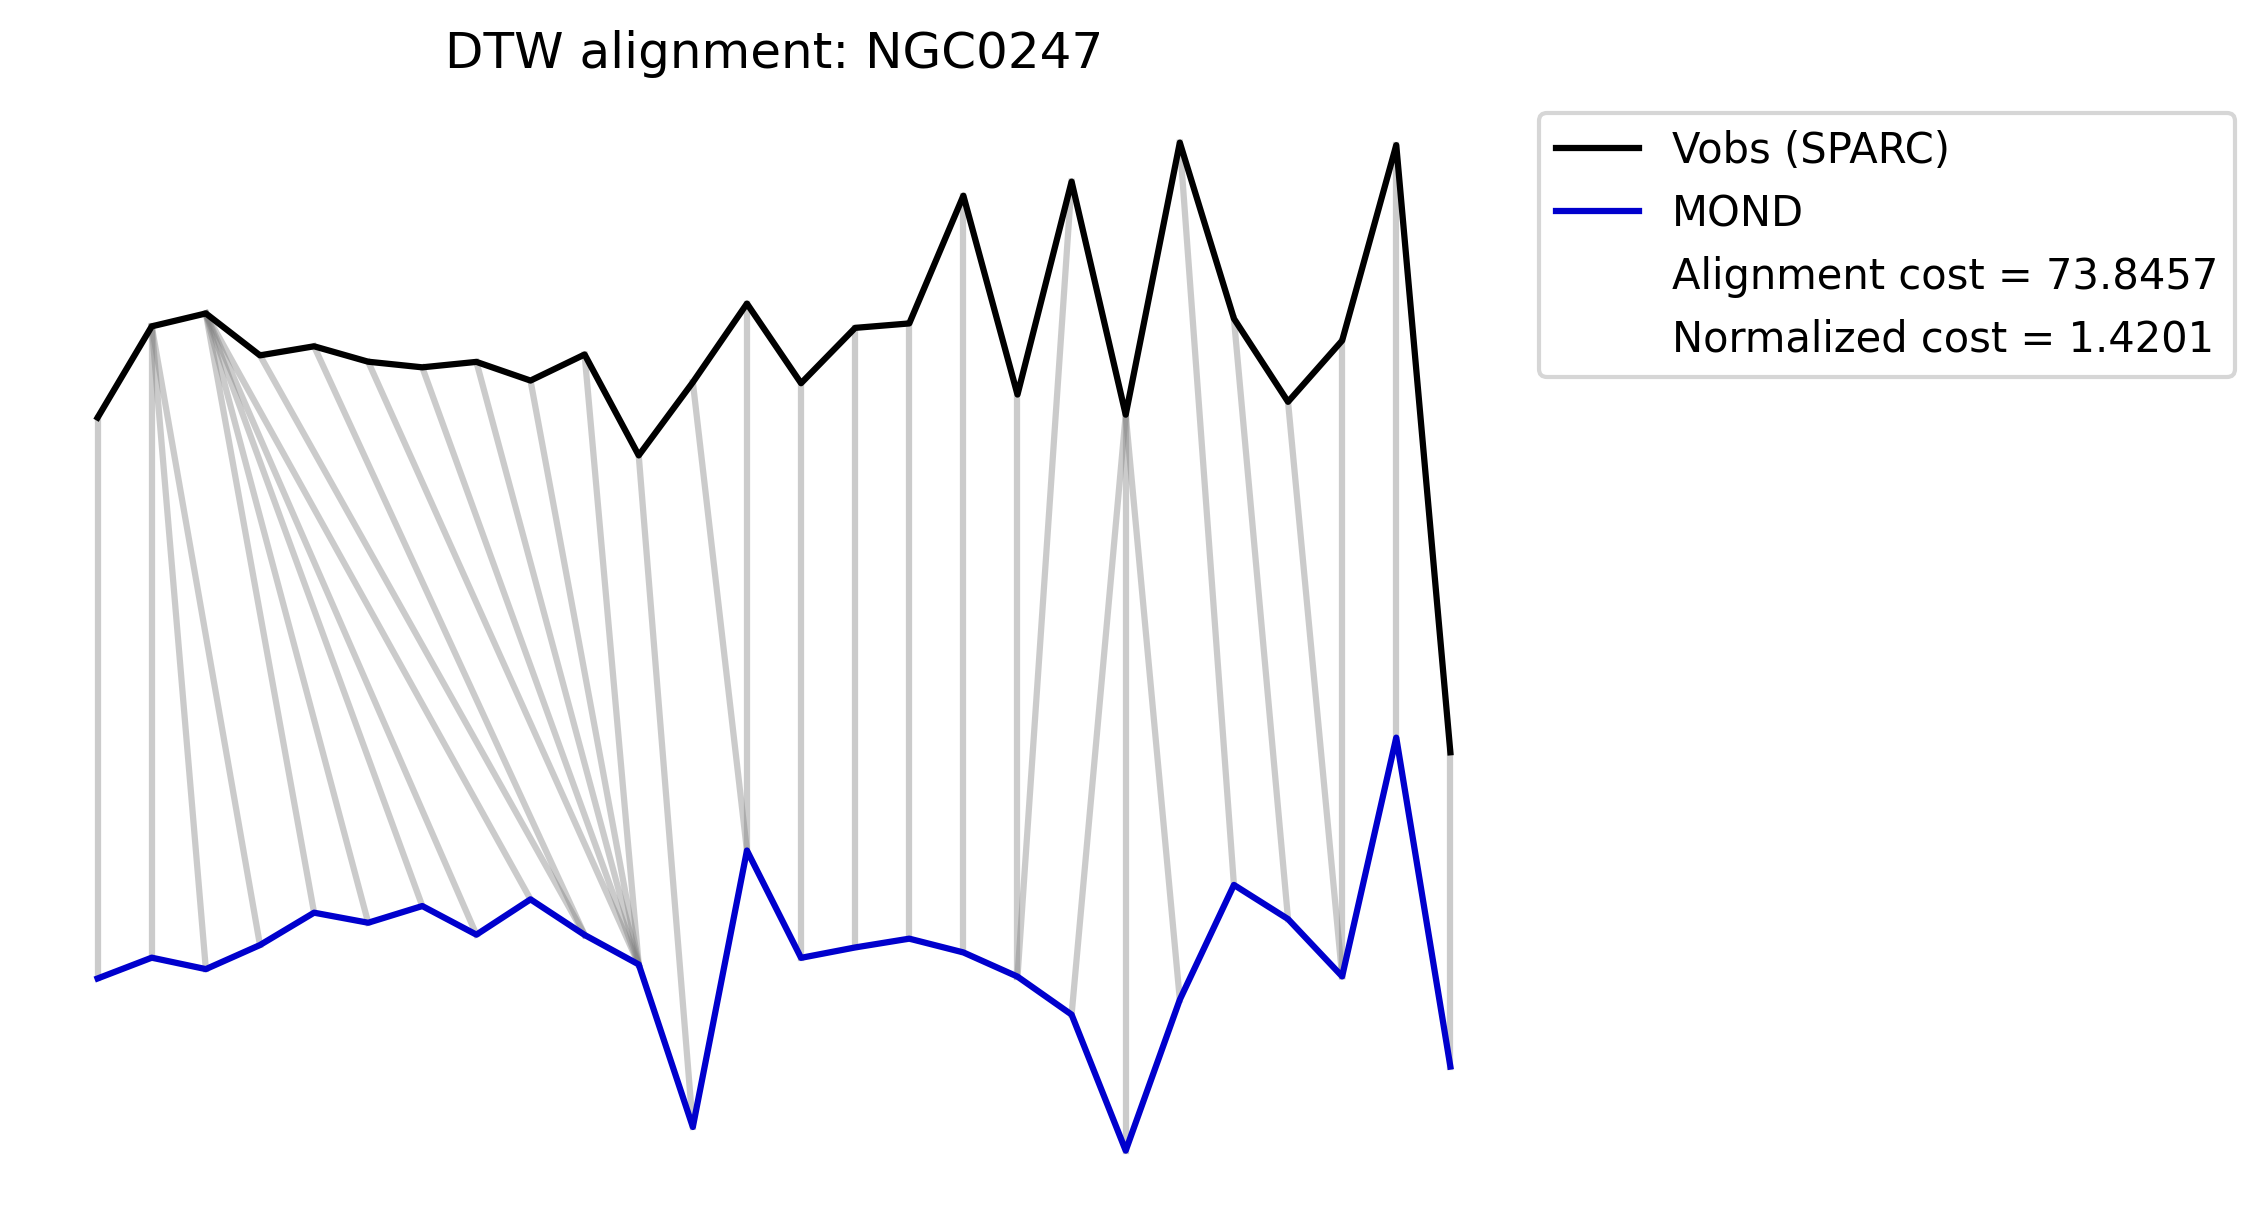 DTW alignment: NGC0247
Vobs (SPARC)
MOND
Alignment cost = 73.8457
Normalized cost = 1.4201